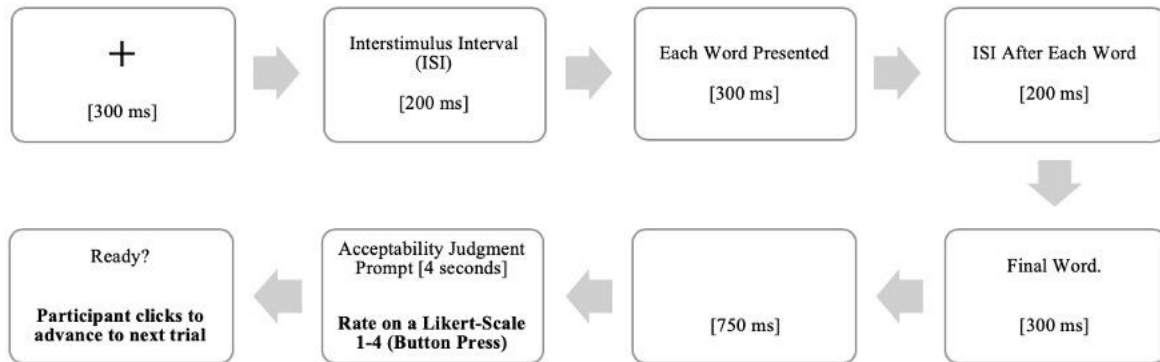 +
[300 ms]
Interstimulus Interval
(ISI)
[200 ms]
Each Word Presented
[300 ms]
ISI After Each Word
[200 ms]
Final Word.
[300 ms]
[750 ms]
Acceptability Judgment
Prompt [4 seconds]
Rate on a Likert-Scale
1-4 (Button Press)
Ready?
Participant clicks to
advance to next trial